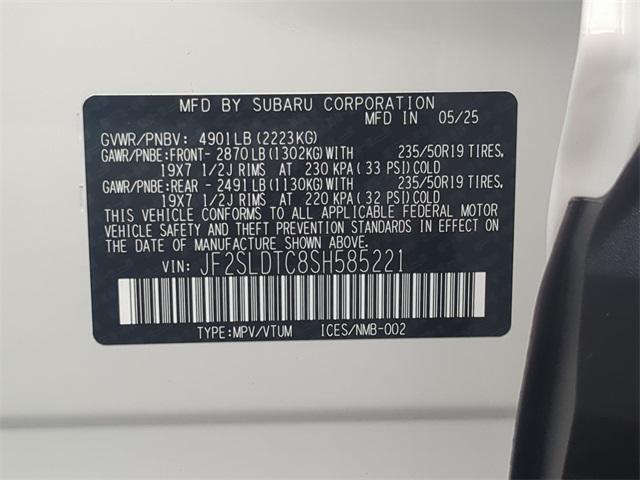 MFD BY SUBARU CORPORATION
MFD IN 05/25
GVWR/PNBV: 4901LB(2223KG)
GAWR/PNBE:FRONT- 2870LB(1302KG)WITH 235/50R19 TIRES,
19X7 1/2J RIMS AT 230 KPA( 33 PSI)COLD
GAWR/PNBE:REAR - 2491LB(1130KG)WITH 235/50R19 TIRES,
19X7 1/2J RIMS AT 220 KPA( 32 PSI)COLD
THIS VEHICLE CONFORMS TO ALL APPLICABLE FEDERAL MOTOR
VEHICLE SAFETY AND THEFT PREVENTION STANDARDS IN EFFECT
ON THE DATE OF MANUFACTURE SHOWN ABOVE.
VIN: JF2SLDTC8SH585221
TYPE:MPV/VTUM ICES/NMB-002